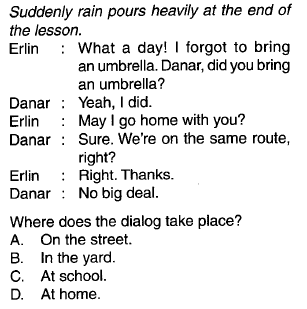 Suddenly rain pours heavily at the end of
the lesson.
Erlin : What a day! I forgot to bring
an umbrella. Danar, did you bring
an umbrella?
Danar : Yeah, I did.
Erlin : May I go home with you?
Danar : Sure. We're on the same route,
right?
Erlin : Right. Thanks.
Danar : No big deal.
Where does the dialog take place?
A. On the street.
B. In the yard.
C. At school.
D. At home.